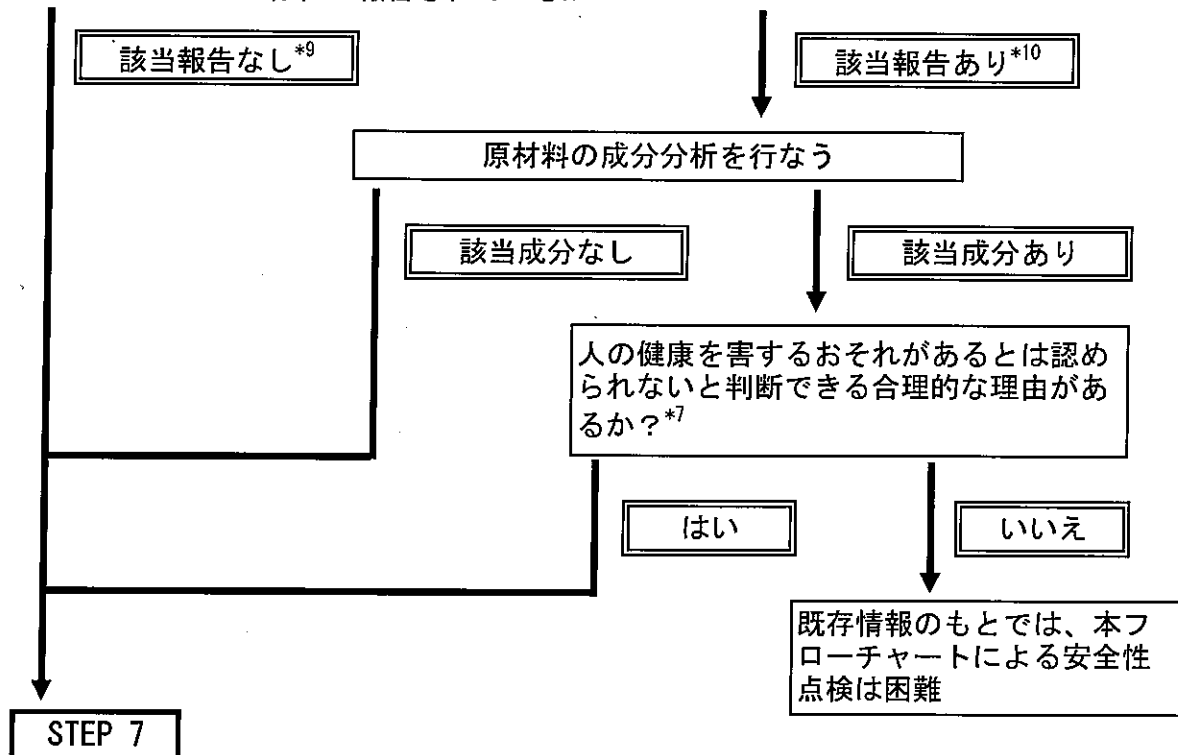 該当報告なし*9
該当報告あり*10
原材料の成分分析を行なう
該当成分なし
該当成分あり
人の健康を害するおそれがあるとは認め
られないと判断できる合理的な理由があ
るか？*7
はい
いいえ
既存情報のもとでは、本フ
ローチャートによる安全性
点検は困難
STEP 7